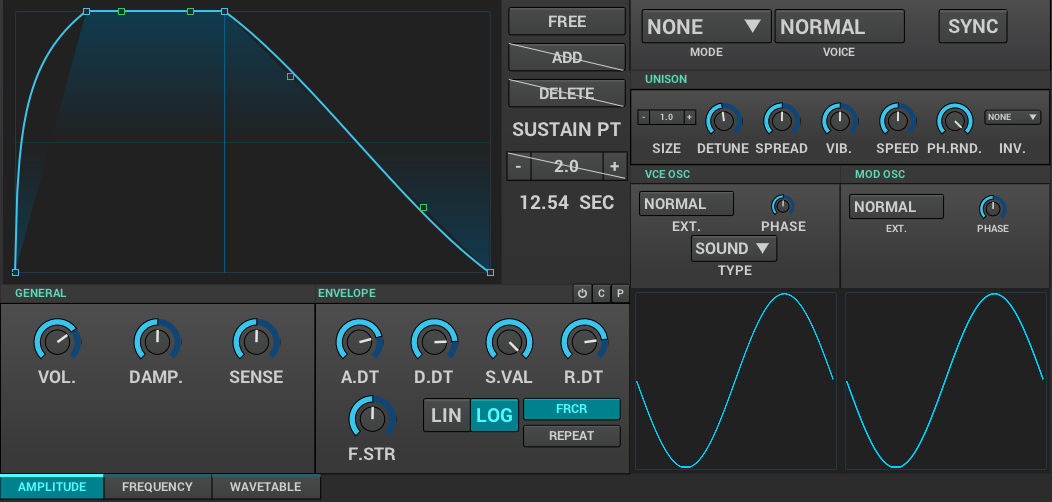 FREE
ADD
DELETE
SUSTAIN PT
- 2.0 +
12.54 SEC
NONE NORMAL SYNC
MODE VOICE
UNISON
- 1.0 + NONE
SIZE DETUNE SPREAD VIB. SPEED PH.RND. INV.
VCE OSC MOD OSC
NORMAL NORMAL
EXT. PHASE EXT. PHASE
SOUND
TYPE
GENERAL ENVELOPE C P
VOL. DAMP. SENSE A.DT D.DT S.VAL R.DT
LIN LOG FRCR
REPEAT
F.STR
AMPLITUDE FREQUENCY WAVETABLE